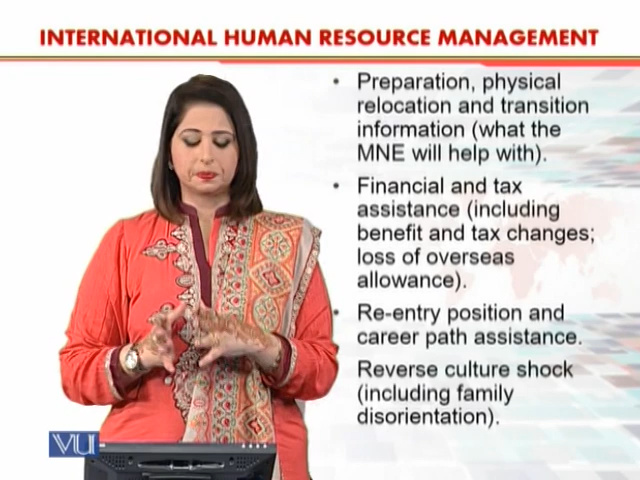 INTERNATIONAL HUMAN RESOURCE MANAGEMENT
• Preparation, physical
relocation and transition
information (what the
MNE will help with).
• Financial and tax
assistance (including
benefit and tax changes;
loss of overseas
allowance).
• Re-entry position and
career path assistance.
Reverse culture shock
(including family
disorientation).
VU